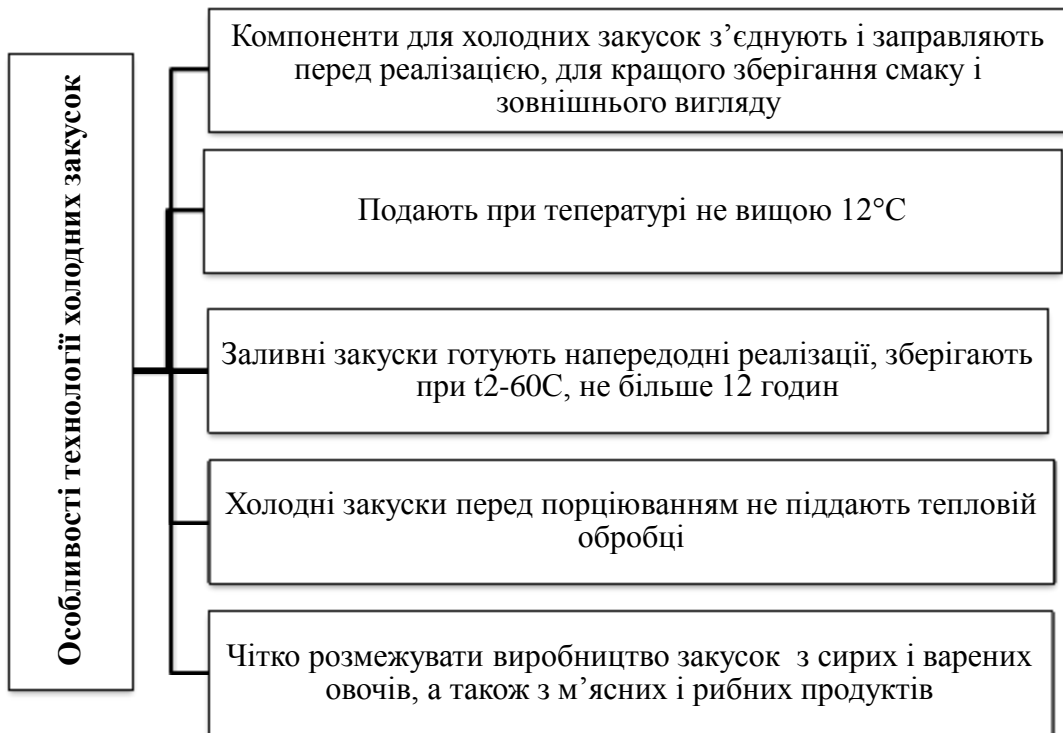 Особливості технології холодних закусок
Компоненти для холодних закусок з’єднують і заправляють
перед реалізацією, для кращого зберігання смаку і
зовнішнього вигляду
Подають при тепературі не вищою 12°С
Заливні закуски готують напередодні реалізації, зберігають
при t2-60С, не більше 12 годин
Холодні закуски перед порціюванням не піддають тепловій
обробці
Чітко розмежувати виробництво закусок з сирих і варених
овочів, а також з м’ясних і рибних продуктів